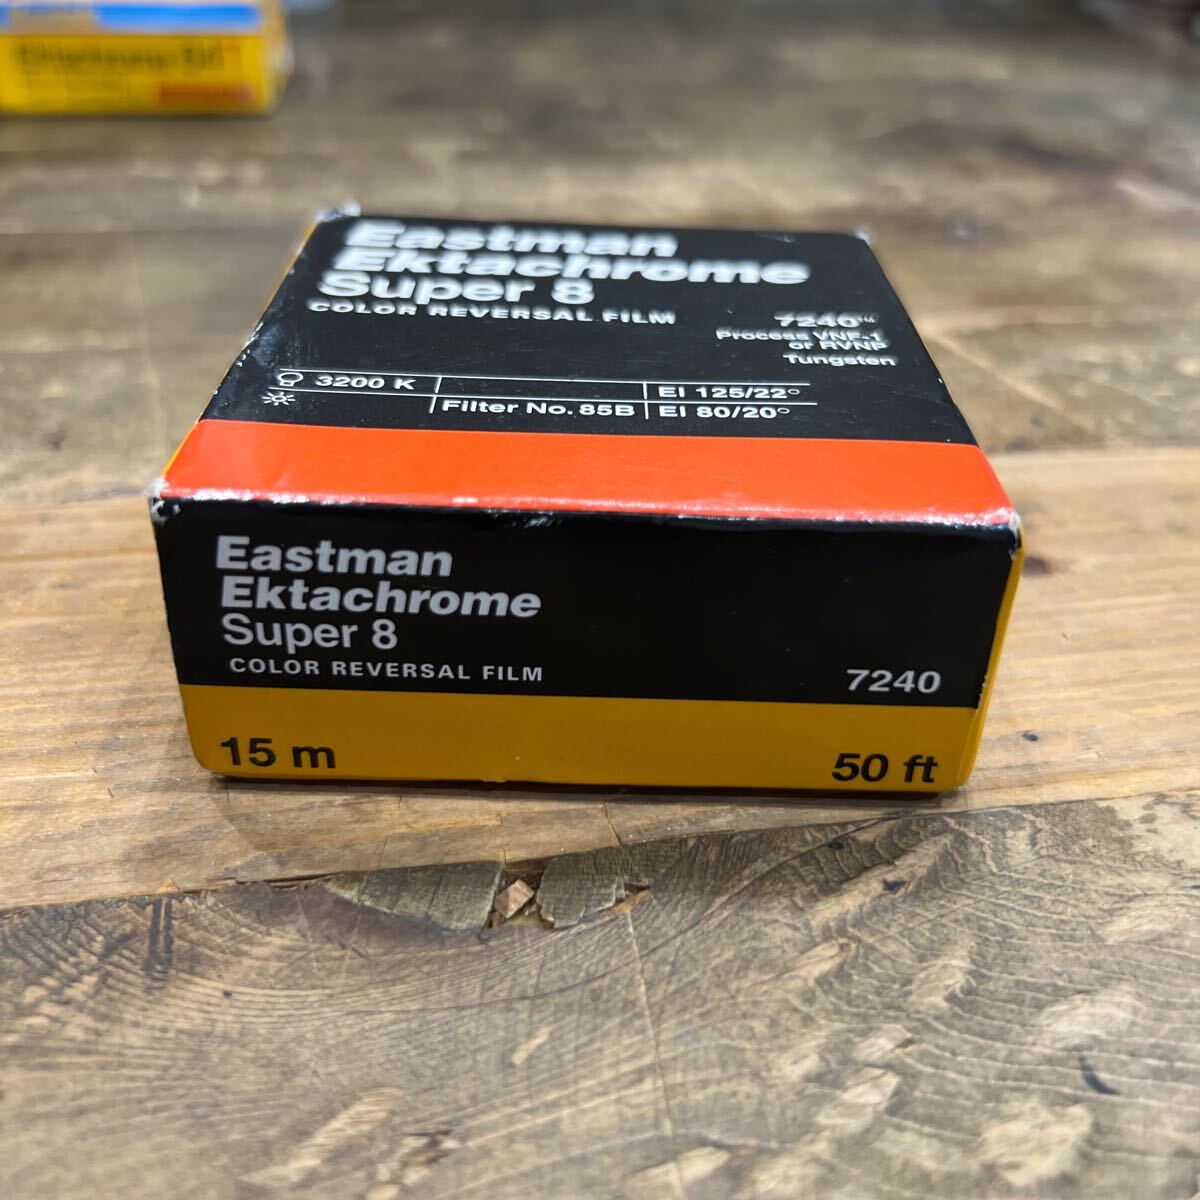 Eastman
Ektachrome
Super 8
COLOR REVERSAL FILM
7240™
Process VNF-1
or RVNP
Tungsten
3200 K EI 125/22°
Filter No. 85B EI 80/20°
Eastman
Ektachrome
Super 8
COLOR REVERSAL FILM
7240
15 m
50 ft